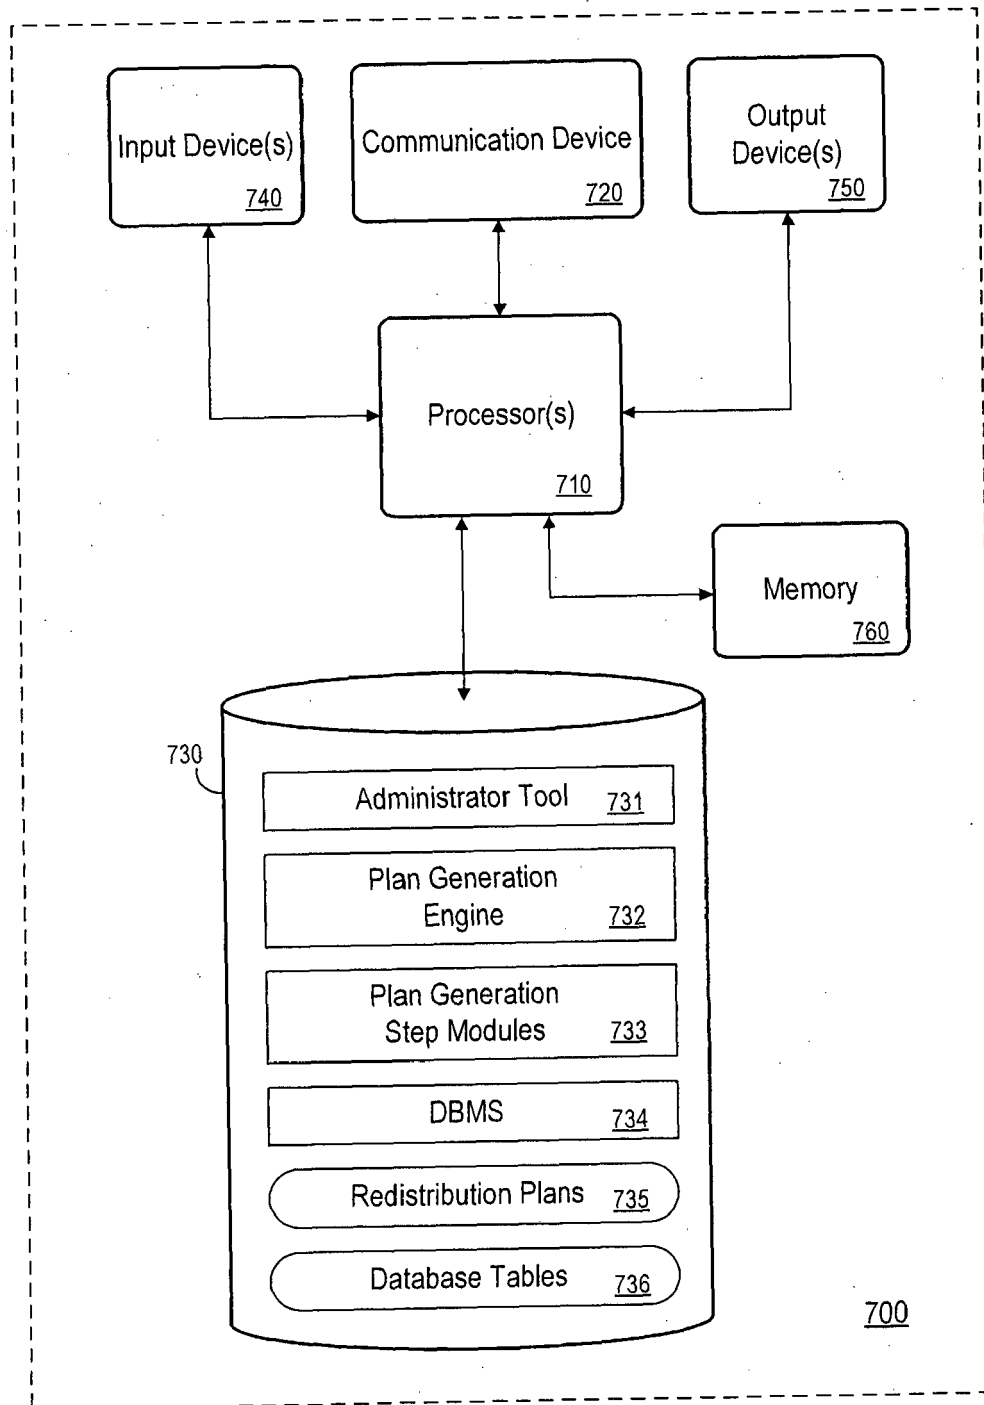 Input Device(s)
740
Communication Device
720
Output
Device(s)
750
Processor(s)
710
Memory
760
730
Administrator Tool 731
Plan Generation
Engine 732
Plan Generation
Step Modules 733
DBMS 734
Redistribution Plans 735
Database Tables 736
700